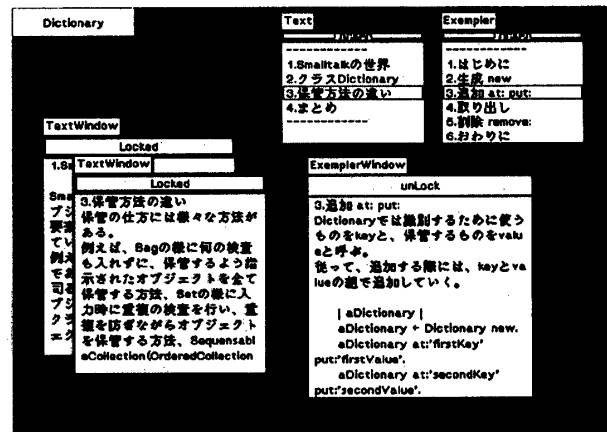 Dictionary
Text
--------------
1.Smalltalkの世界
2.クラスDictionary
3.保管方法の違い
4.まとめ
--------------
Exempler
--------------
1.はじめに
2.生成 new
3.追加 at: put:
4.取り出し
5.削除 remove:
6.おわりに
TextWindow
Locked
TextWindow
Locked
3.保管方法の違い
保管の仕方には様々な方法が
ある。
例えば、Bagの様に何の検査
も入れずに、保管するよう指
示されたオブジェクトを全て
保管する方法、Setの様に入
力時に重複の検査を行い、重
複を防ぎながらオブジェクト
を保管する方法、Sequensabl
eCollection(OrderedCollection
ExemplerWindow
unLock
3.追加 at: put:
Dictionaryでは識別するために使う
ものをkeyと、保管するものをvalu
eと呼ぶ。
従って、追加する際には、keyとva
lueの組で追加していく。
| aDictionary |
aDictionary ← Dictionary new.
aDictionary at:'firstKey'
put:'firstValue'.
aDictionary at:'secondKey'
put:'secondValue'.